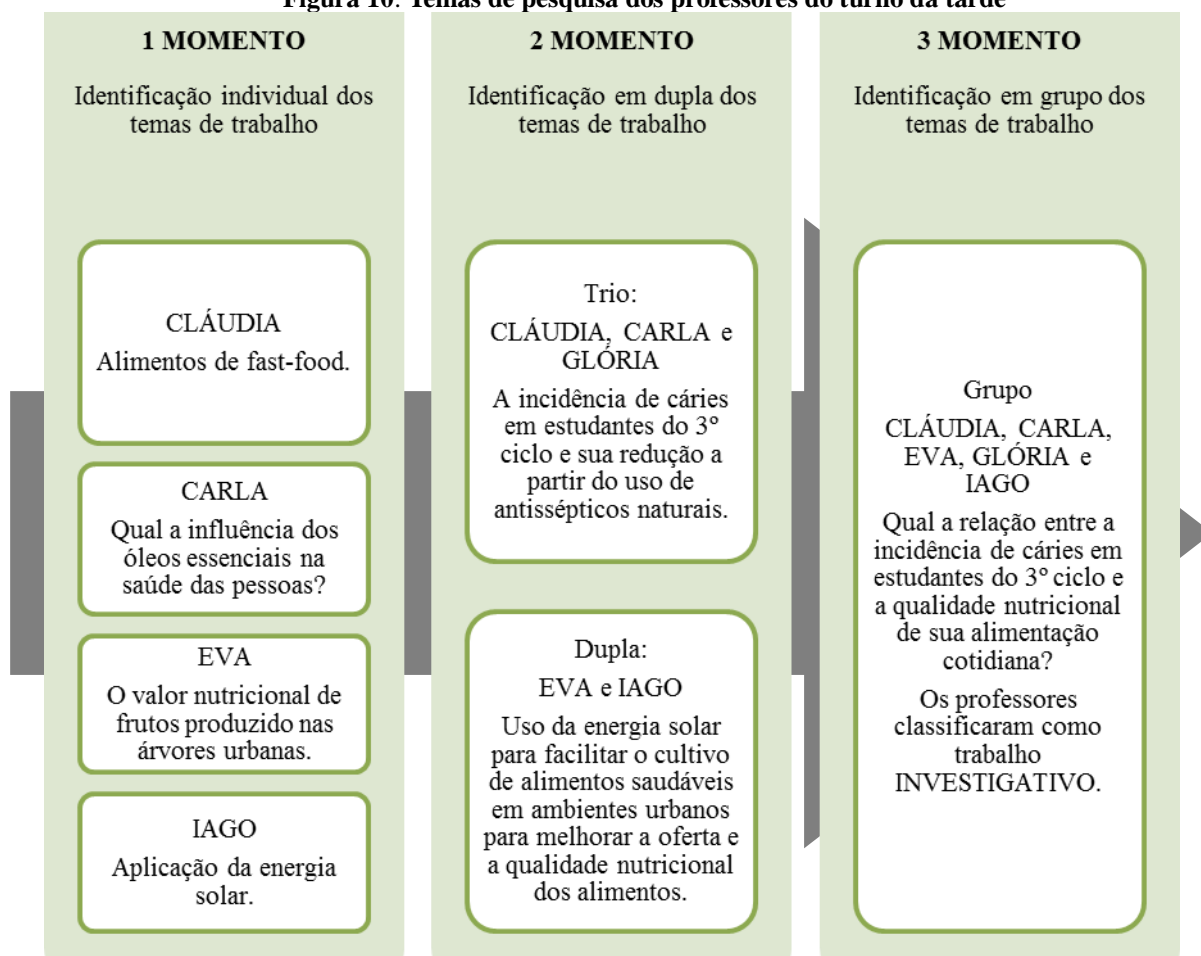 Figura 10. Temas de pesquisa dos professores do turno da tarde
1 MOMENTO
Identificação individual dos
temas de trabalho
CLÁUDIA
Alimentos de fast-food.
CARLA
Qual a influência dos
óleos essenciais na
saúde das pessoas?
EVA
O valor nutricional de
frutos produzido nas
árvores urbanas.
IAGO
Aplicação da energia
solar.
2 MOMENTO
Identificação em dupla dos
temas de trabalho
Trio:
CLÁUDIA, CARLA e
GLÓRIA
A incidência de cáries
em estudantes do 3º
ciclo e sua redução a
partir do uso de
antissépticos naturais.
Dupla:
EVA e IAGO
Uso da energia solar
para facilitar o cultivo
de alimentos saudáveis
em ambientes urbanos
para melhorar a oferta e
a qualidade nutricional
dos alimentos.
3 MOMENTO
Identificação em grupo dos
temas de trabalho
Grupo
CLÁUDIA, CARLA,
EVA, GLÓRIA e
IAGO
Qual a relação entre a
incidência de cáries em
estudantes do 3º ciclo e
a qualidade nutricional
de sua alimentação
cotidiana?
Os professores
classificaram como
trabalho
INVESTIGATIVO.